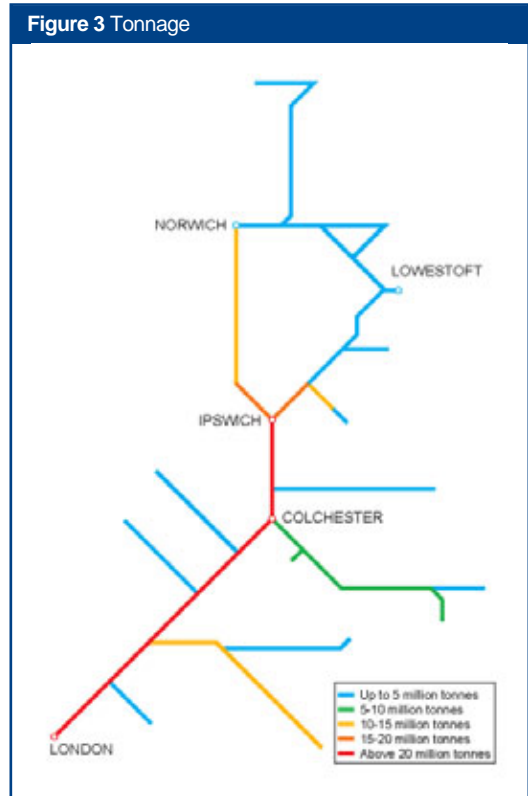 Figure 3 Tonnage
NORWICH
LOWESTOFT
IPSWICH
COLCHESTER
LONDON
Up to 5 million tonnes
5-10 million tonnes
10-15 million tonnes
15-20 million tonnes
Above 20 million tonnes